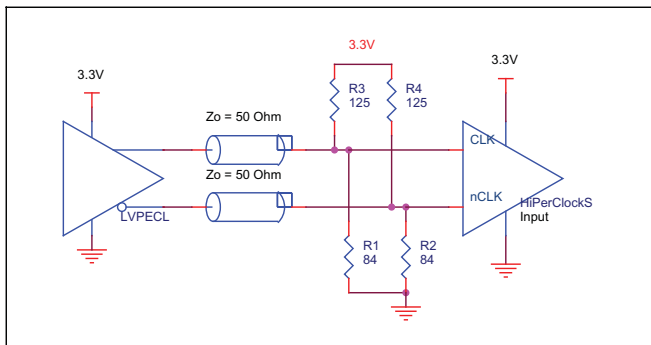 3.3V
3.3V
3.3V
R3
125
R4
125
Zo = 50 Ohm
CLK
Zo = 50 Ohm
nCLK
HiPerClockS
Input
LVPECL
R1
84
R2
84